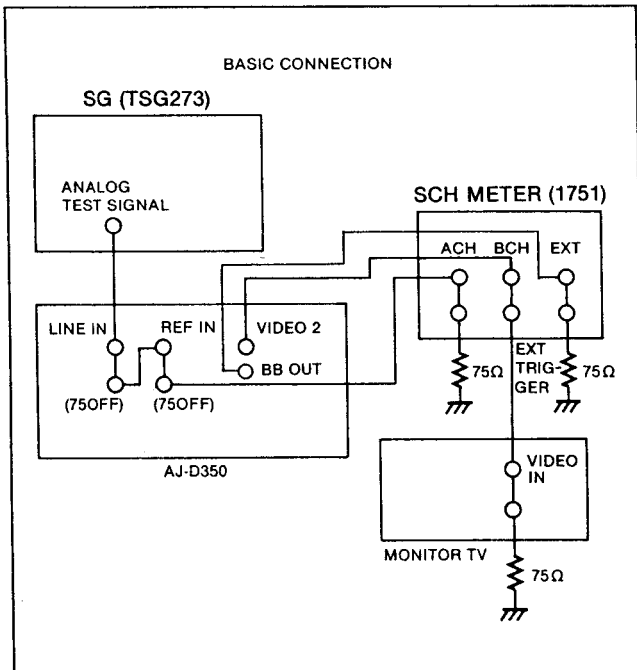 BASIC CONNECTION
SG (TSG273)
ANALOG
TEST SIGNAL
SCH METER (1751)
ACH BCH EXT
LINE IN REF IN VIDEO 2
BB OUT
(75OFF) (75OFF)
AJ-D350
75Ω
EXT
TRIG-
GER
75Ω
VIDEO
IN
MONITOR TV
75Ω